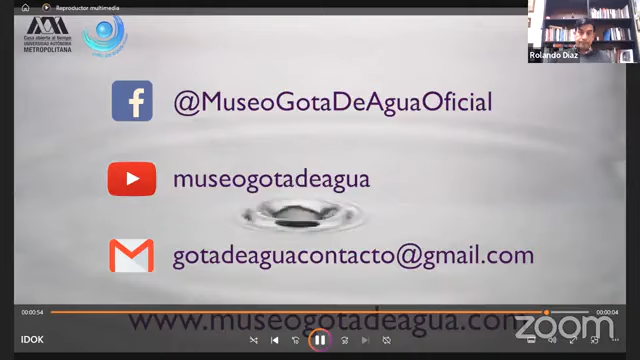 Reproductor multimedia
Casa abierta al tiempo
UNIVERSIDAD AUTÓNOMA
METROPOLITANA
Rolando Diaz
@MuseoGotaDeAguaOficial
museogotadeagua
gotadeaguacontacto@gmail.com
00:00:54
00:00:04
www.museogotadeagua.com
IDOK
zoom